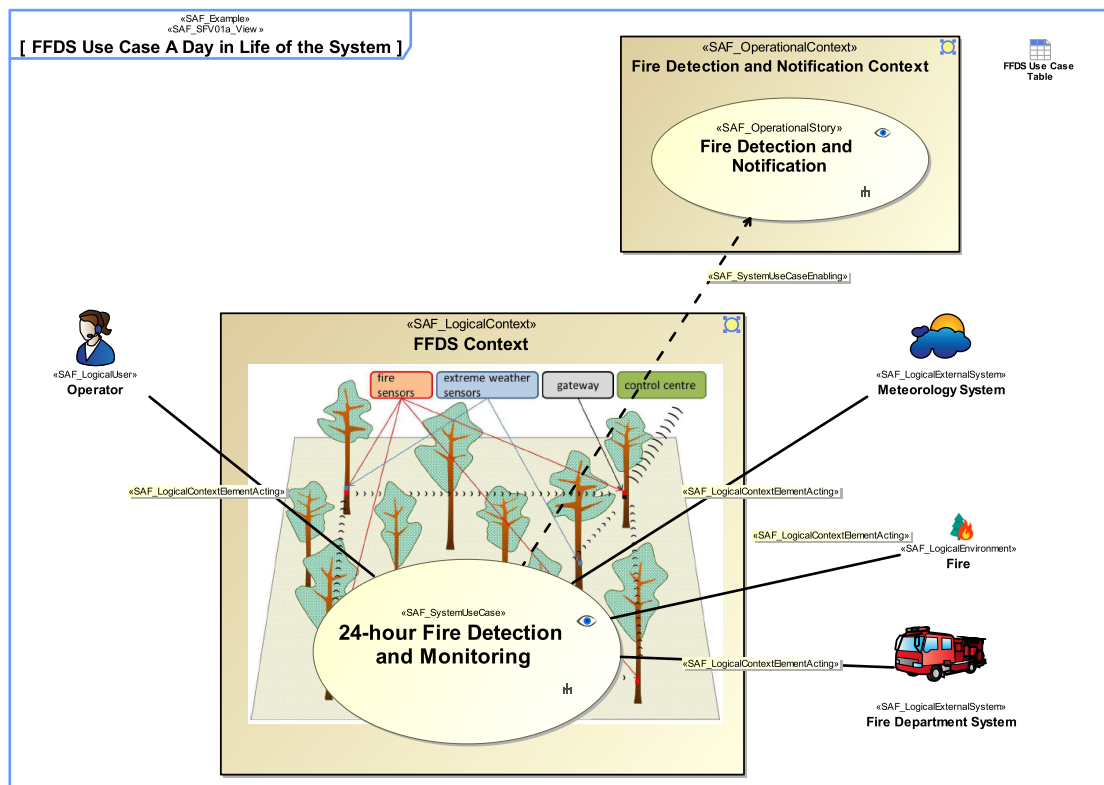 «SAF_Example»
«SAF_SFV01a_View »
[ FFDS Use Case A Day in Life of the System ]
«SAF_OperationalContext»
Fire Detection and Notification Context
FFDS Use Case
Table
«SAF_OperationalStory»
Fire Detection and
Notification
«SAF_SystemUseCaseEnabling»
«SAF_LogicalContext»
FFDS Context
fire
sensors
extreme weather
sensors
gateway
control centre
«SAF_LogicalUser»
Operator
«SAF_LogicalExternalSystem»
Meteorology System
«SAF_LogicalContextElementActing»
«SAF_LogicalContextElementActing»
«SAF_LogicalContextElementActing»
«SAF_LogicalEnvironment»
Fire
«SAF_SystemUseCase»
24-hour Fire Detection
and Monitoring
«SAF_LogicalContextElementActing»
«SAF_LogicalExternalSystem»
Fire Department System